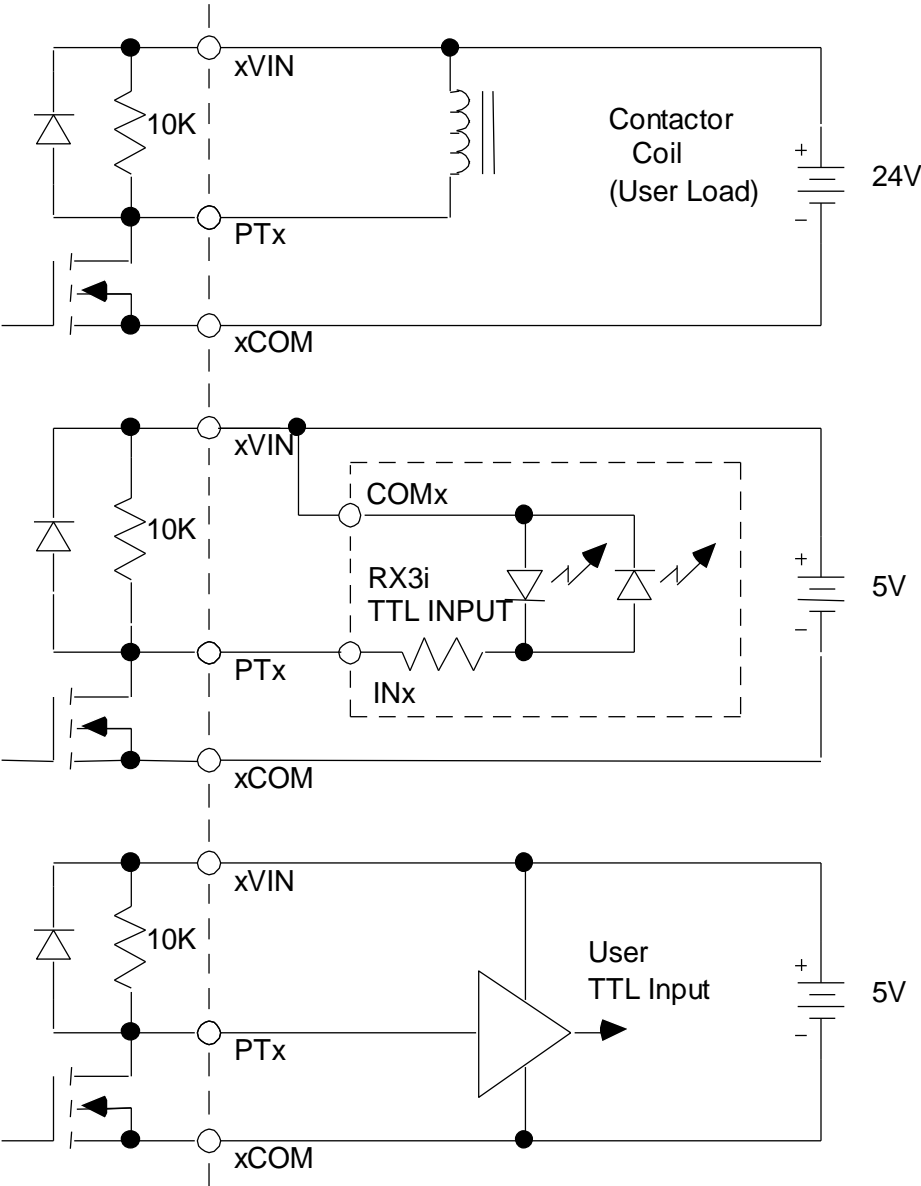 xVIN
10K
Contactor
Coil
(User Load)
+
24V
−
PTx
xCOM
xVIN
COMx
10K
RX3i
TTL INPUT
+
5V
−
PTx
INx
xCOM
xVIN
10K
User
TTL Input
+
5V
−
PTx
xCOM